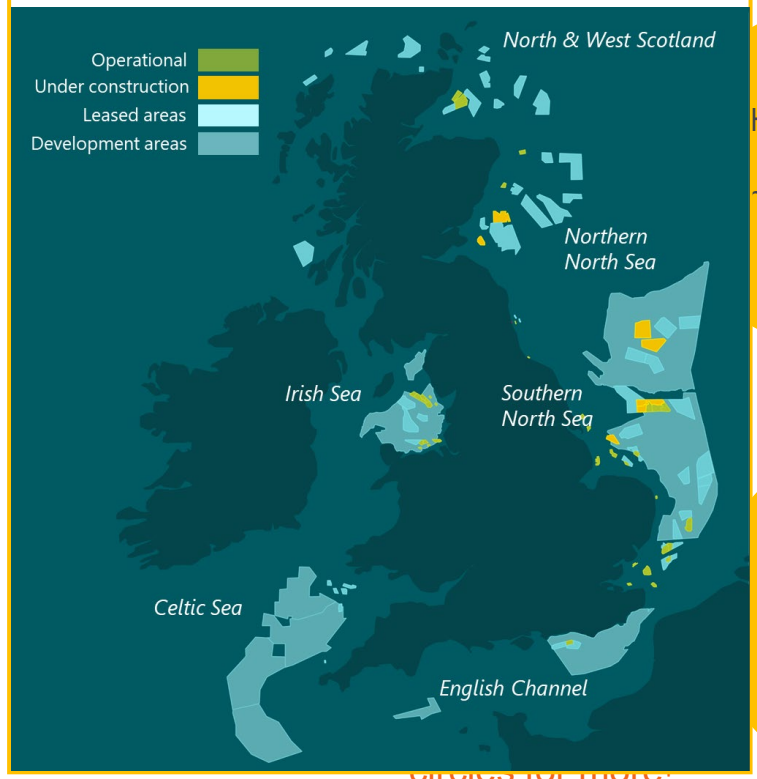 North & West Scotland
Operational
Under construction
Leased areas
Development areas
Northern
North Sea
Irish Sea
Southern
North Sea
Celtic Sea
English Channel